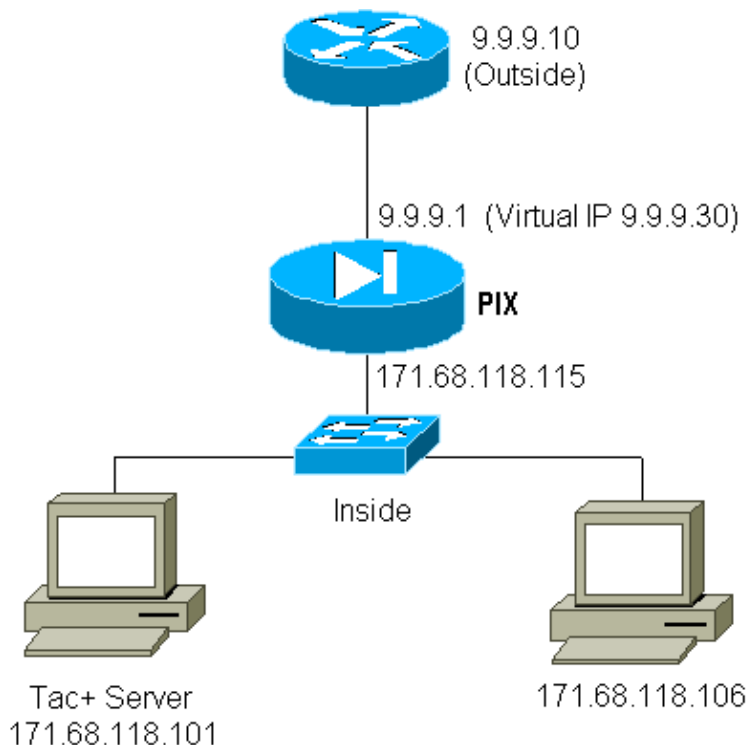 9.9.9.10
(Outside)
9.9.9.1 (Virtual IP 9.9.9.30)
PIX
171.68.118.115
Inside
Tac+ Server
171.68.118.101
171.68.118.106